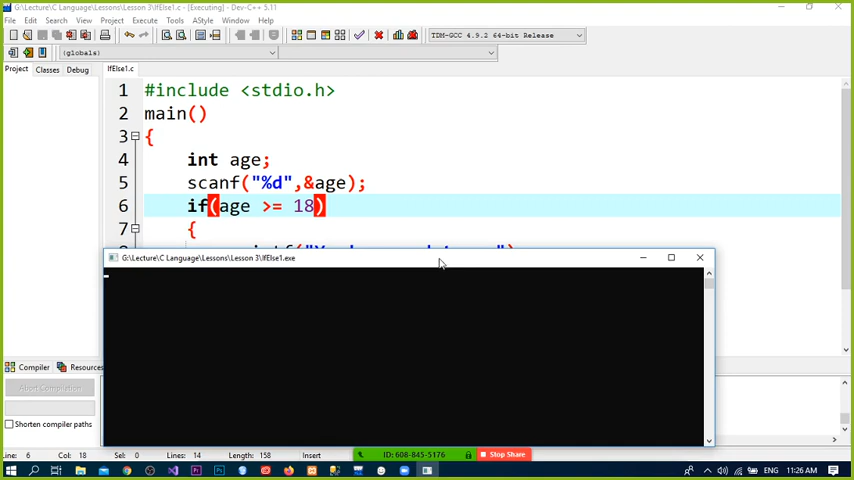 G:\Lecture\C Language\Lessons\Lesson 3\IfElse1.c - [Executing] - Dev-C++ 5.11
File Edit Search View Project Execute Tools AStyle Window Help
TDM-GCC 4.9.2 64-bit Release
(globals)
Project Classes Debug IfElse1.c
1 #include <stdio.h>
2 main()
3 {
4 int age;
5 scanf("%d",&age);
6 if(age >= 18)
7 {
G:\Lecture\C Language\Lessons\Lesson 3\IfElse1.exe
Compiler Resources
Abort Compilation
Shorten compiler paths
Line: 6 Col: 18 Sel: 0 Lines: 14 Length: 158 Insert
ID: 608-845-5176 Stop Share
ENG 11:26 AM